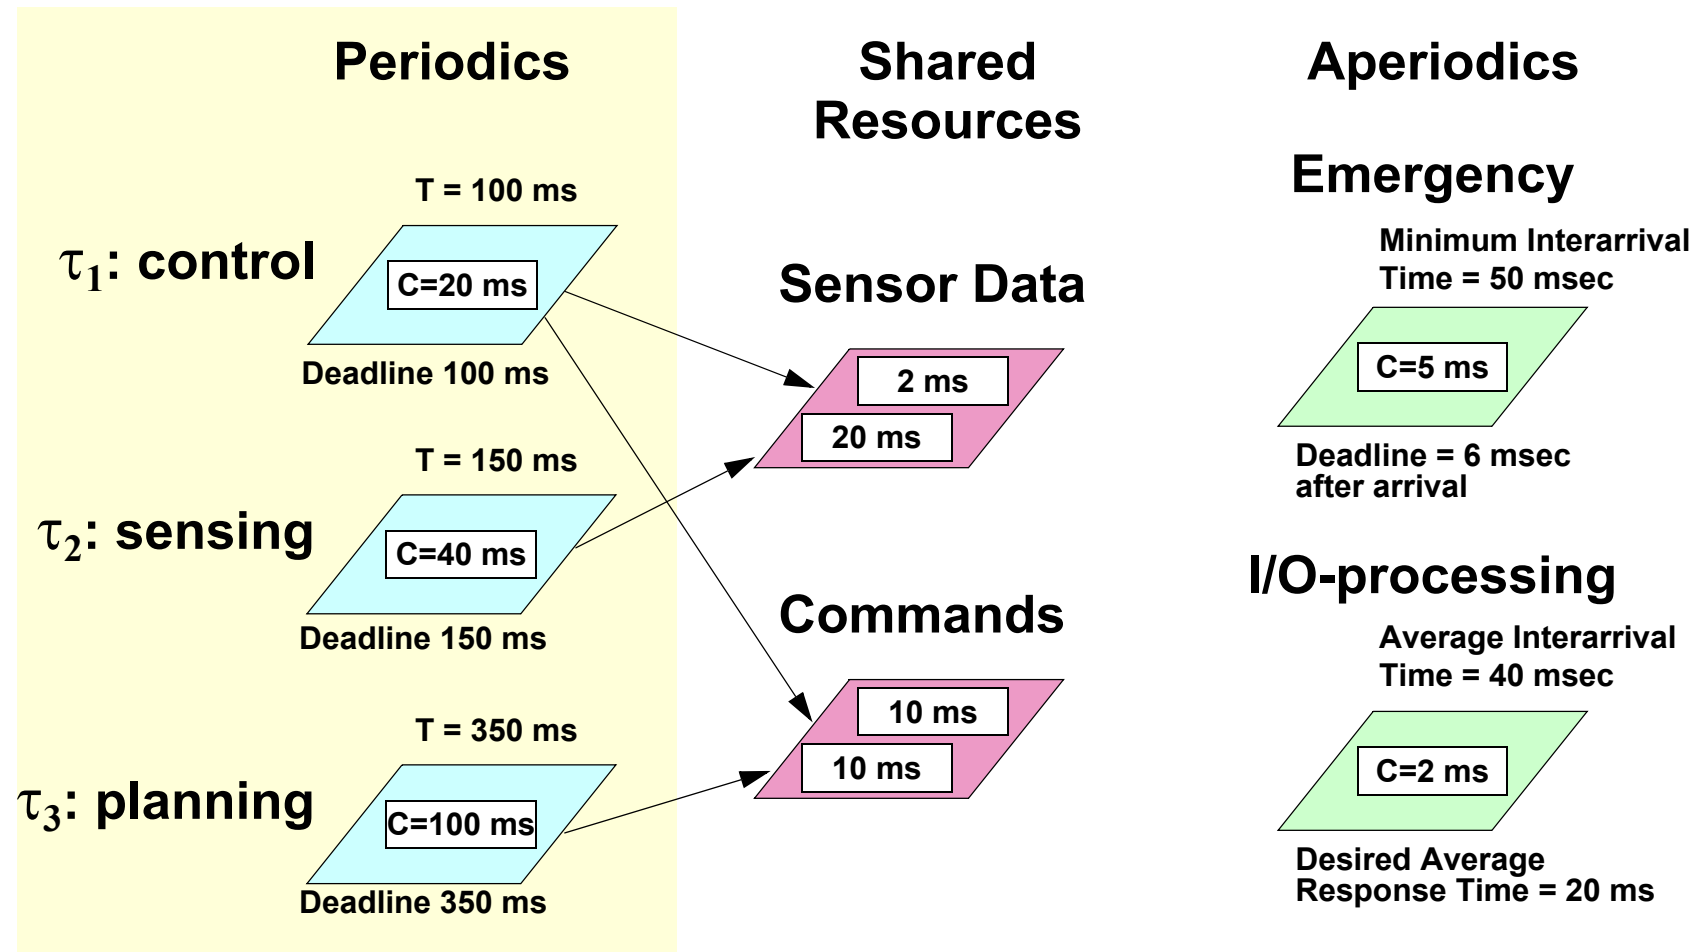 Periodics
T = 100 ms
τ1: control
C=20 ms
Deadline 100 ms
T = 150 ms
τ2: sensing
C=40 ms
Deadline 150 ms
T = 350 ms
τ3: planning
C=100 ms
Deadline 350 ms
Shared
Resources
Sensor Data
2 ms
20 ms
Commands
10 ms
10 ms
Aperiodics
Emergency
Minimum Interarrival
Time = 50 msec
C=5 ms
Deadline = 6 msec
after arrival
I/O-processing
Average Interarrival
Time = 40 msec
C=2 ms
Desired Average
Response Time = 20 ms